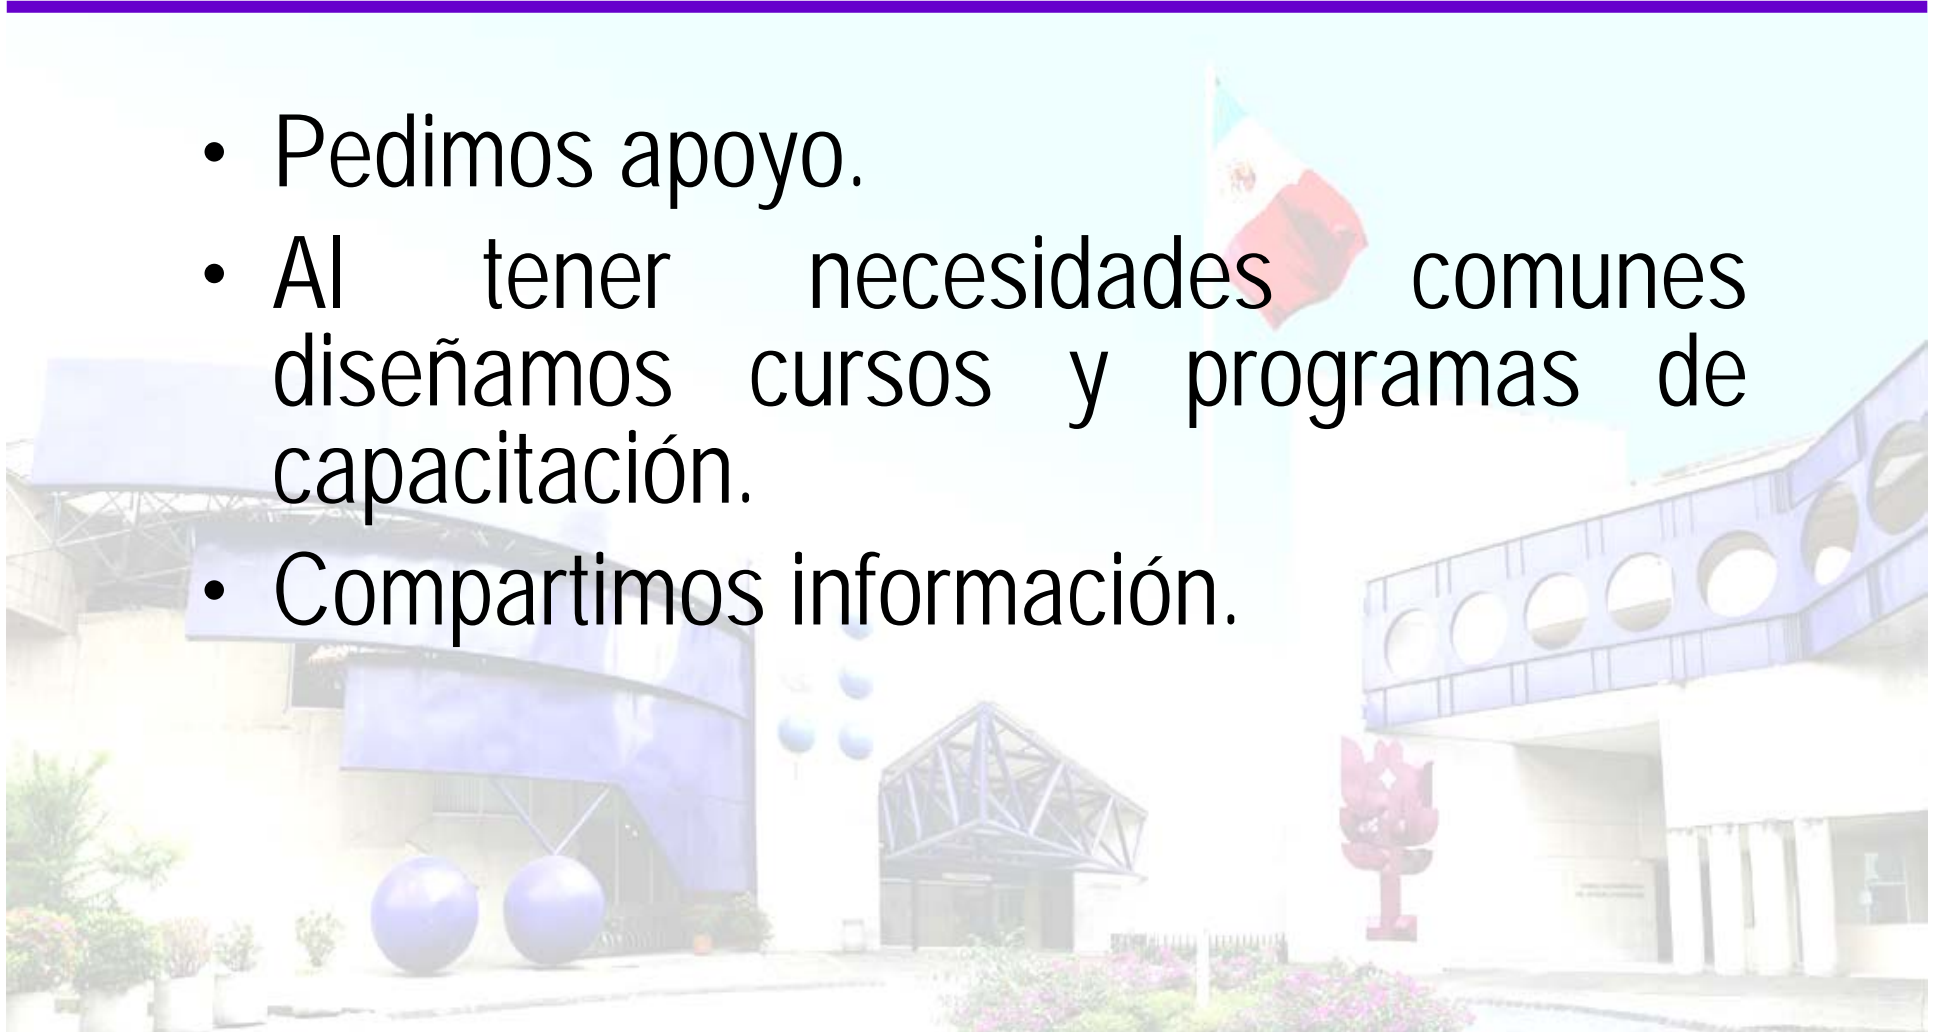 • Pedimos apoyo.
• Al tener necesidades comunes
diseñamos cursos y programas de
capacitación.
• Compartimos información.